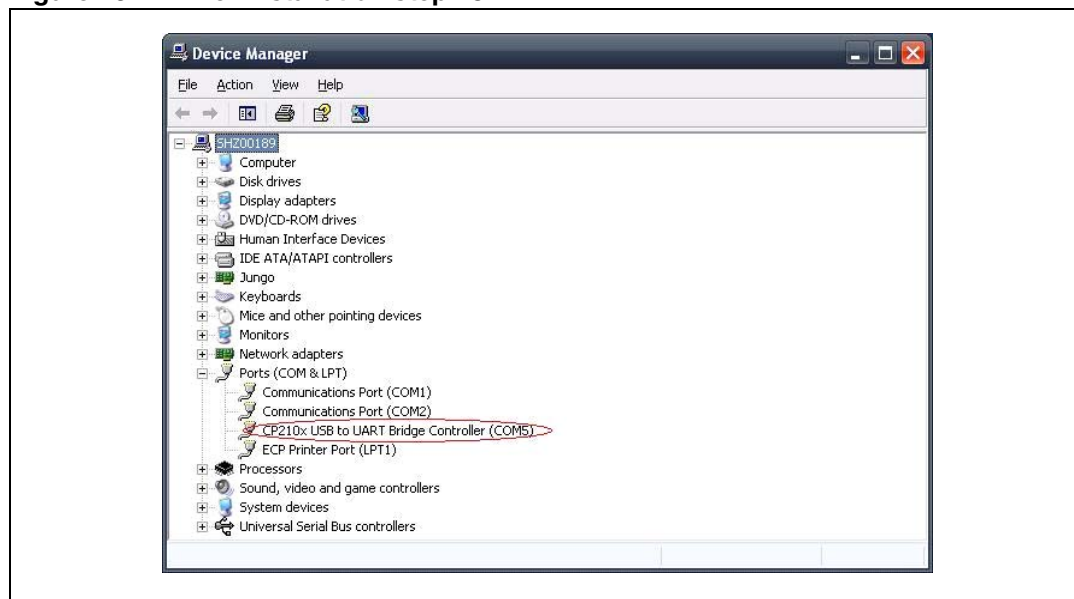 Device Manager
File Action View Help
SHZ00189
Computer
Disk drives
Display adapters
DVD/CD-ROM drives
Human Interface Devices
IDE ATA/ATAPI controllers
Jungo
Keyboards
Mice and other pointing devices
Monitors
Network adapters
Ports (COM & LPT)
Communications Port (COM1)
Communications Port (COM2)
CP210x USB to UART Bridge Controller (COM5)
ECP Printer Port (LPT1)
Processors
Sound, video and game controllers
System devices
Universal Serial Bus controllers